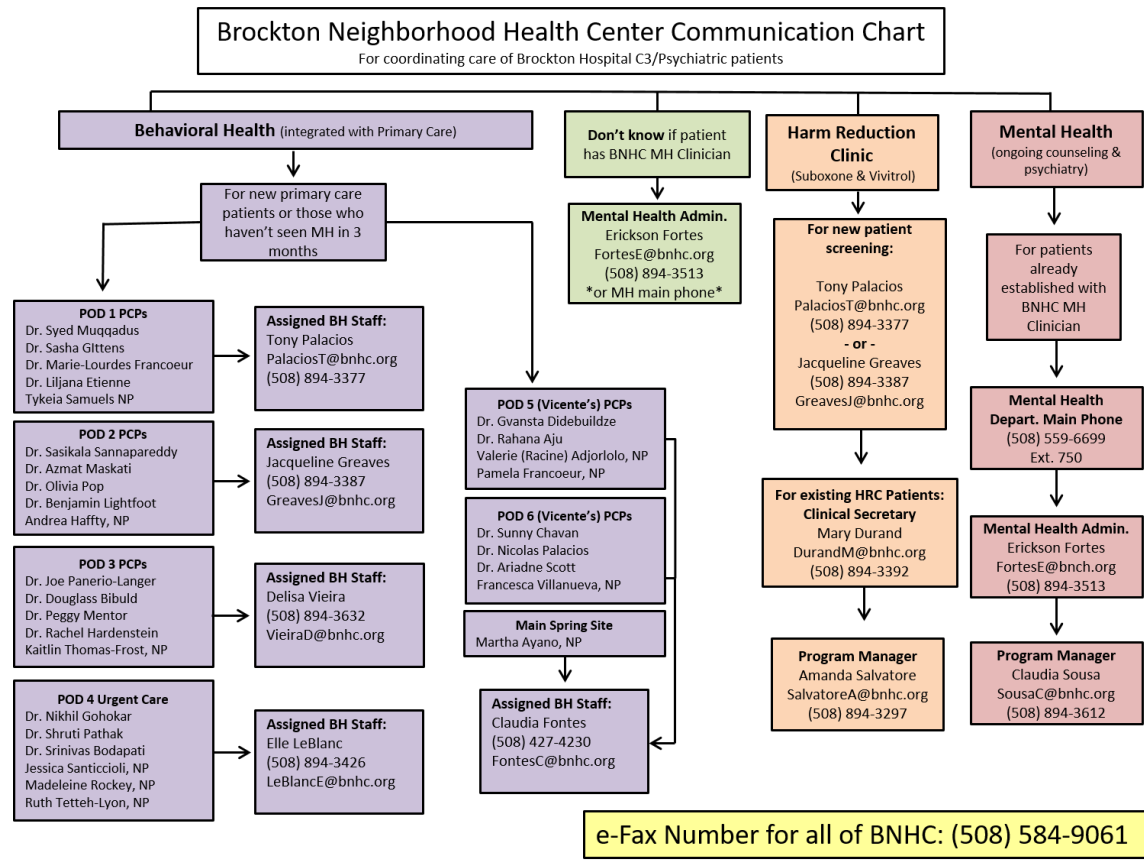 Brockton Neighborhood Health Center Communication Chart
For coordinating care of Brockton Hospital C3/Psychiatric patients
Behavioral Health (integrated with Primary Care)
For new primary care
patients or those who
haven't seen MH in 3
months
POD 1 PCPs
Dr. Syed Muqqadus
Dr. Sasha GIttens
Dr. Marie-Lourdes Francoeur
Dr. Liljana Etienne
Tykeia Samuels NP
Assigned BH Staff:
Tony Palacios
PalaciosT@bnhc.org
(508) 894-3377
POD 2 PCPs
Dr. Sasikala Sannapareddy
Dr. Azmat Maskati
Dr. Olivia Pop
Dr. Benjamin Lightfoot
Andrea Haffty, NP
Assigned BH Staff:
Jacqueline Greaves
(508) 894-3387
GreavesJ@bnhc.org
POD 3 PCPs
Dr. Joe Panerio-Langer
Dr. Douglass Bibuld
Dr. Peggy Mentor
Dr. Rachel Hardenstein
Kaitlin Thomas-Frost, NP
Assigned BH Staff:
Delisa Vieira
(508) 894-3632
VieiraD@bnhc.org
POD 4 Urgent Care
Dr. Nikhil Gohokar
Dr. Shruti Pathak
Dr. Srinivas Bodapati
Jessica Santiccioli, NP
Madeleine Rockey, NP
Ruth Tetteh-Lyon, NP
Assigned BH Staff:
Elle LeBlanc
(508) 894-3426
LeBlancE@bnhc.org
POD 5 (Vicente's) PCPs
Dr. Gvansta Didebuildze
Dr. Rahana Aju
Valerie (Racine) Adjorlolo, NP
Pamela Francoeur, NP
POD 6 (Vicente's) PCPs
Dr. Sunny Chavan
Dr. Nicolas Palacios
Dr. Ariadne Scott
Francesca Villanueva, NP
Main Spring Site
Martha Ayano, NP
Assigned BH Staff:
Claudia Fontes
(508) 427-4230
FontesC@bnhc.org
Don't know if patient
has BNHC MH Clinician
Mental Health Admin.
Erickson Fortes
FortesE@bnhc.org
(508) 894-3513
*or MH main phone*
Harm Reduction
Clinic
(Suboxone & Vivitrol)
For new patient
screening:
Tony Palacios
PalaciosT@bnhc.org
(508) 894-3377
- or -
Jacqueline Greaves
(508) 894-3387
GreavesJ@bnhc.org
For existing HRC Patients:
Clinical Secretary
Mary Durand
DurandM@bnhc.org
(508) 894-3392
Program Manager
Amanda Salvatore
SalvatoreA@bnhc.org
(508) 894-3297
Mental Health
(ongoing counseling &
psychiatry)
For patients
already
established with
BNHC MH
Clinician
Mental Health
Depart. Main Phone
(508) 559-6699
Ext. 750
Mental Health Admin.
Erickson Fortes
FortesE@bnch.org
(508) 894-3513
Program Manager
Claudia Sousa
SousaC@bnhc.org
(508) 894-3612
e-Fax Number for all of BNHC: (508) 584-9061